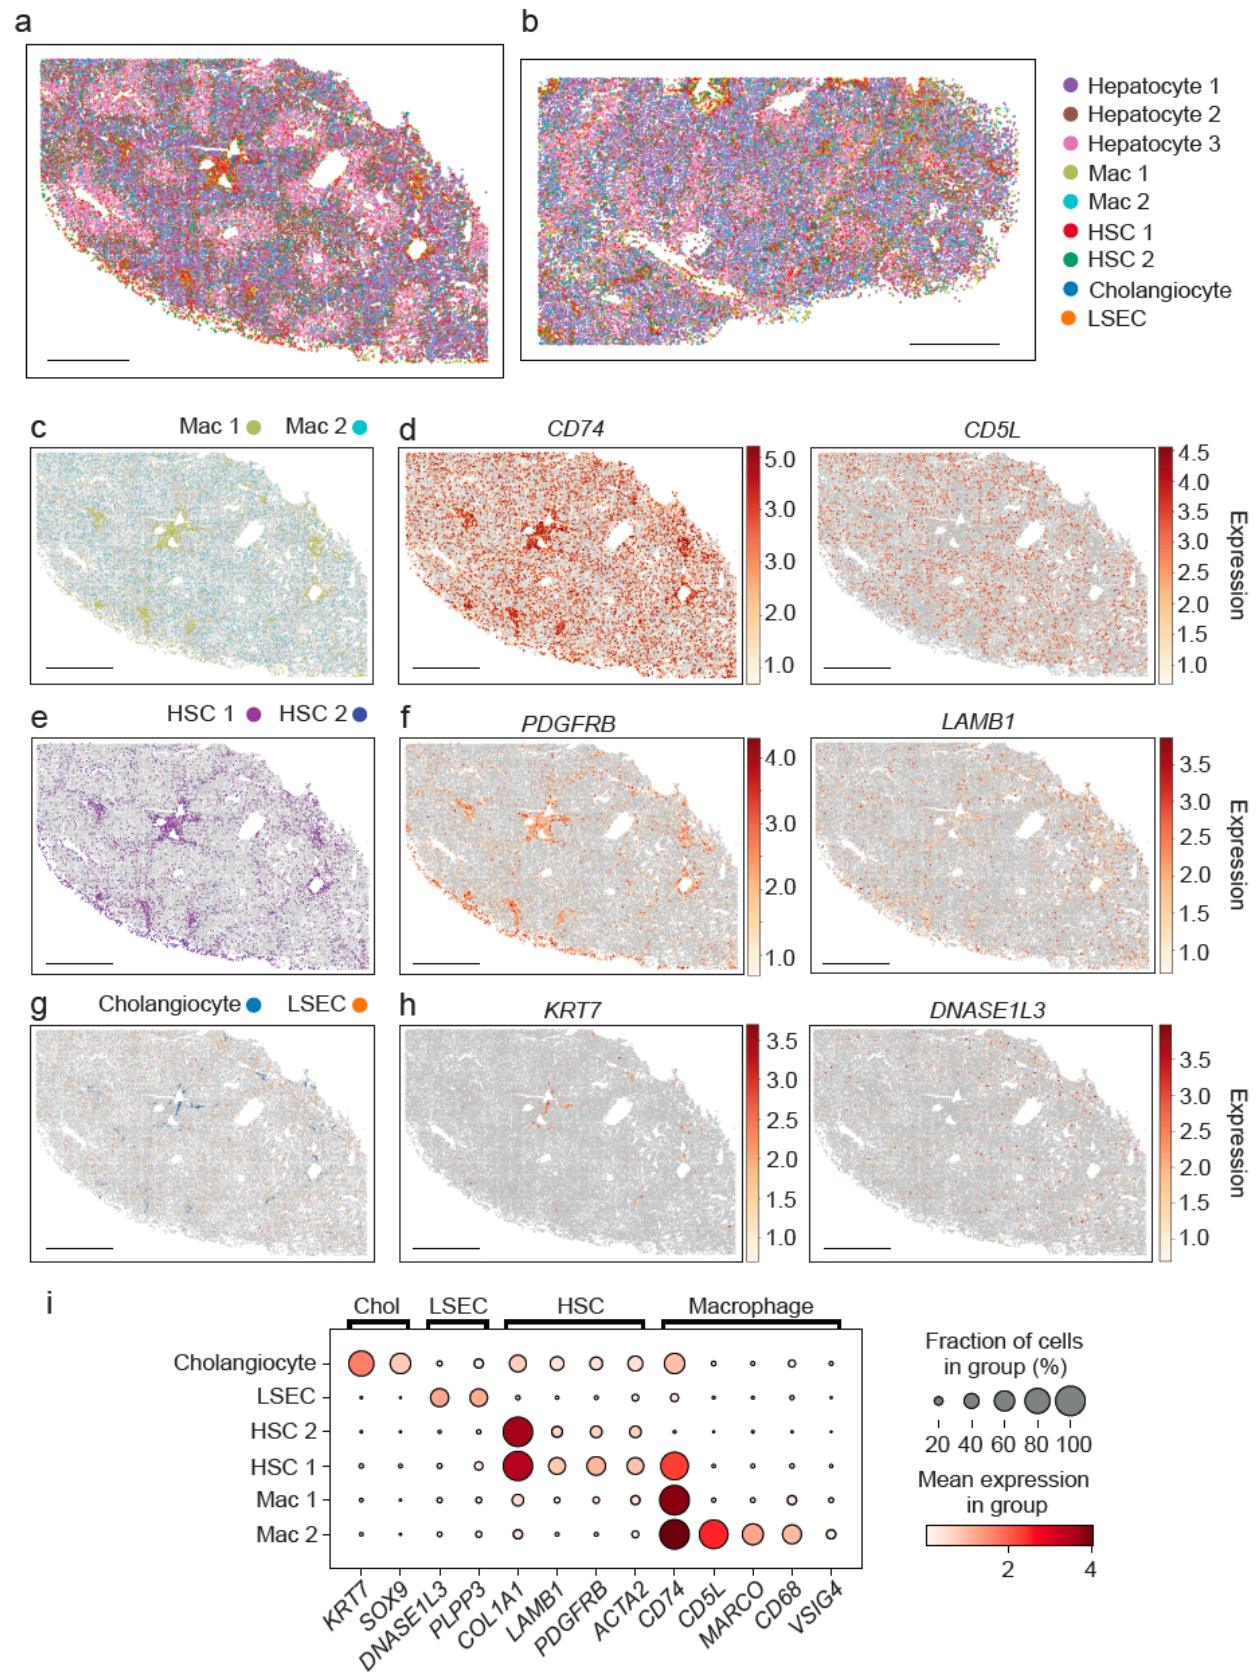 a
b
Hepatocyte 1
Hepatocyte 2
Hepatocyte 3
Mac 1
Mac 2
HSC 1
HSC 2
Cholangiocyte
LSEC
c
Mac 1
Mac 2
d
CD74
CD5L
5.0
3.0
3.0
2.0
1.0
4.5
4.0
3.5
3.0
2.5
2.0
1.5
1.0
Expression
e
HSC 1
HSC 2
f
PDGFRB
LAMB1
4.0
3.0
2.0
1.0
3.5
3.0
2.5
2.0
1.5
1.0
Expression
g
Cholangiocyte
LSEC
h
KRT7
DNASE1L3
3.5
3.0
2.5
2.0
1.5
1.0
3.5
3.0
2.5
2.0
1.5
1.0
Expression
i
Chol
LSEC
HSC
Macrophage
Cholangiocyte
LSEC
HSC 2
HSC 1
Mac 1
Mac 2
KRT7
SOX9
DNASE1L3
PLPP3
COL1A1
LAMB1
PDGFRB
ACTA2
CD74
CD5L
MARCO
CD68
VSIG4
Fraction of cells
in group (%)
20 40 60 80 100
Mean expression
in group
2 4